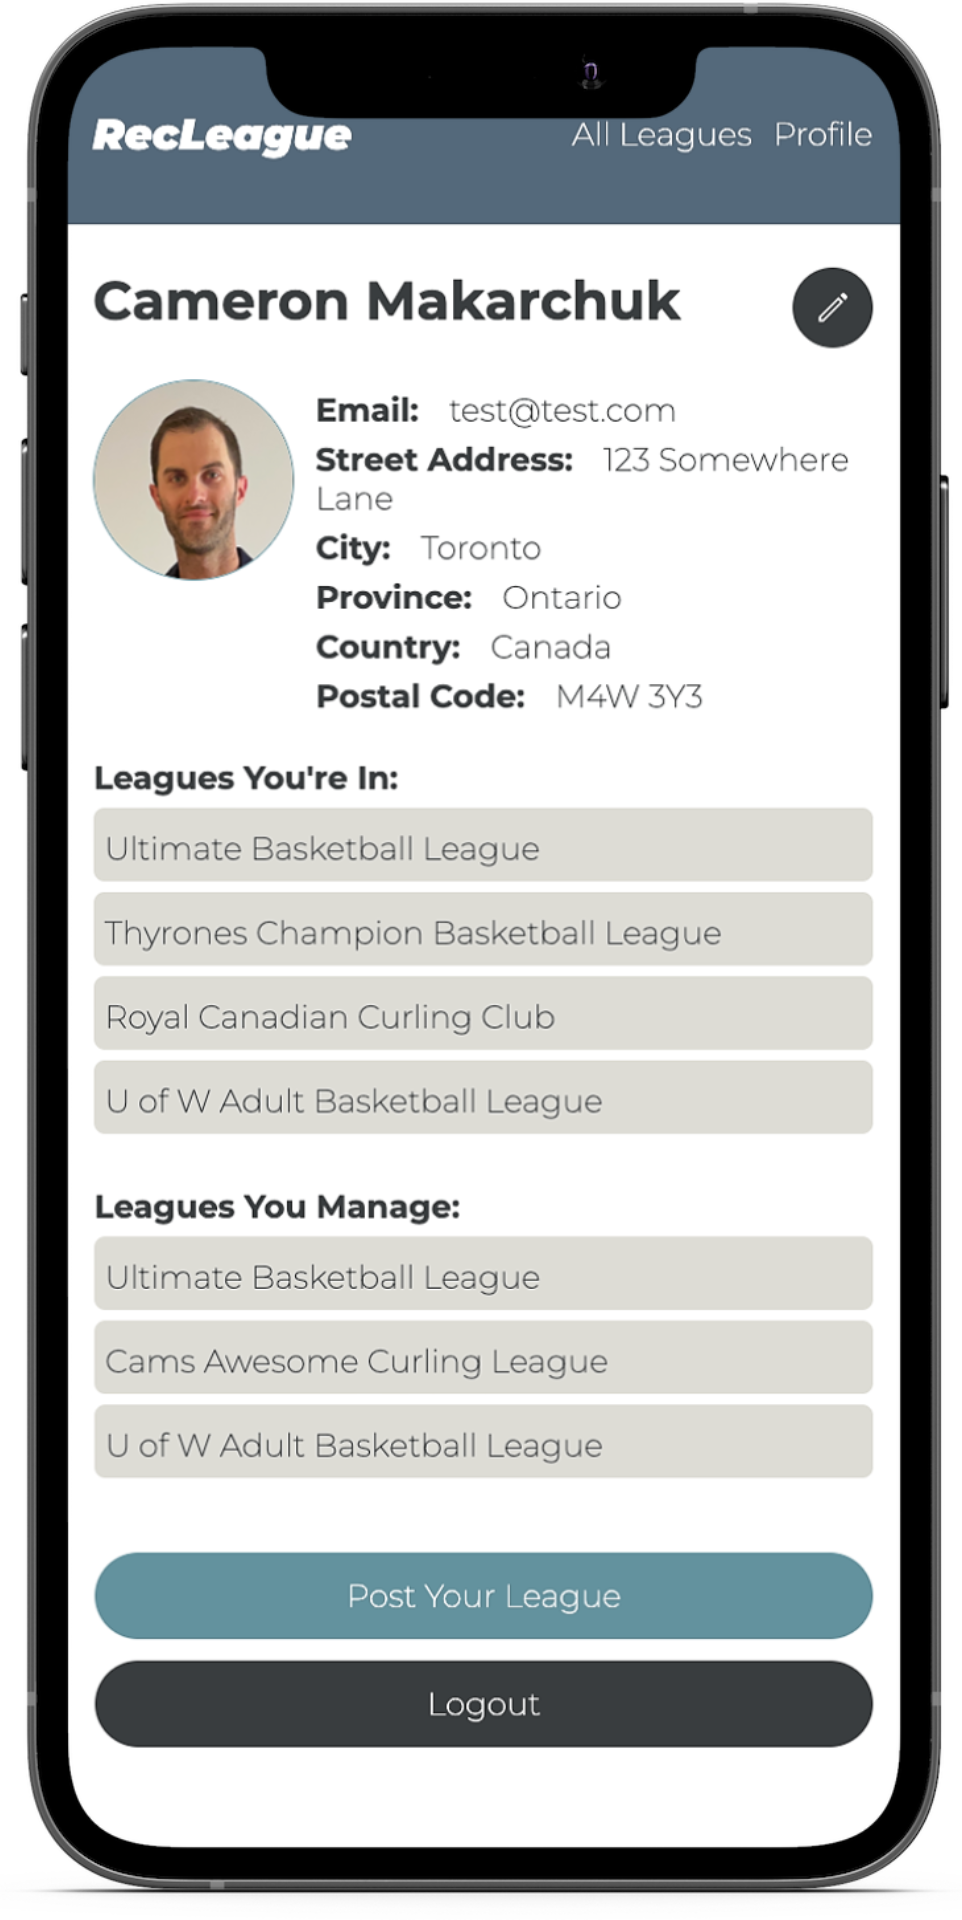 RecLeague All Leagues Profile
Cameron Makarchuk
Email: test@test.com
Street Address: 123 Somewhere
Lane
City: Toronto
Province: Ontario
Country: Canada
Postal Code: M4W 3Y3
Leagues You're In:
Ultimate Basketball League
Thyrones Champion Basketball League
Royal Canadian Curling Club
U of W Adult Basketball League
Leagues You Manage:
Ultimate Basketball League
Cams Awesome Curling League
U of W Adult Basketball League
Post Your League
Logout